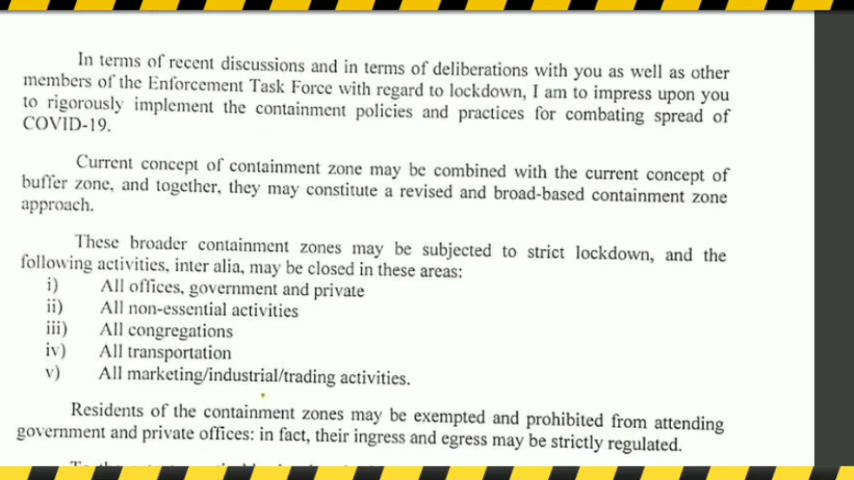 In terms of recent discussions and in terms of deliberations with you as well as other
members of the Enforcement Task Force with regard to lockdown, I am to impress upon you
to rigorously implement the containment policies and practices for combating spread of
COVID-19.
Current concept of containment zone may be combined with the current concept of
buffer zone, and together, they may constitute a revised and broad-based containment zone
approach.
These broader containment zones may be subjected to strict lockdown, and the
following activities, inter alia, may be closed in these areas:
i) All offices, government and private
ii) All non-essential activities
iii) All congregations
iv) All transportation
v) All marketing/industrial/trading activities.
Residents of the containment zones may be exempted and prohibited from attending
government and private offices: in fact, their ingress and egress may be strictly regulated.